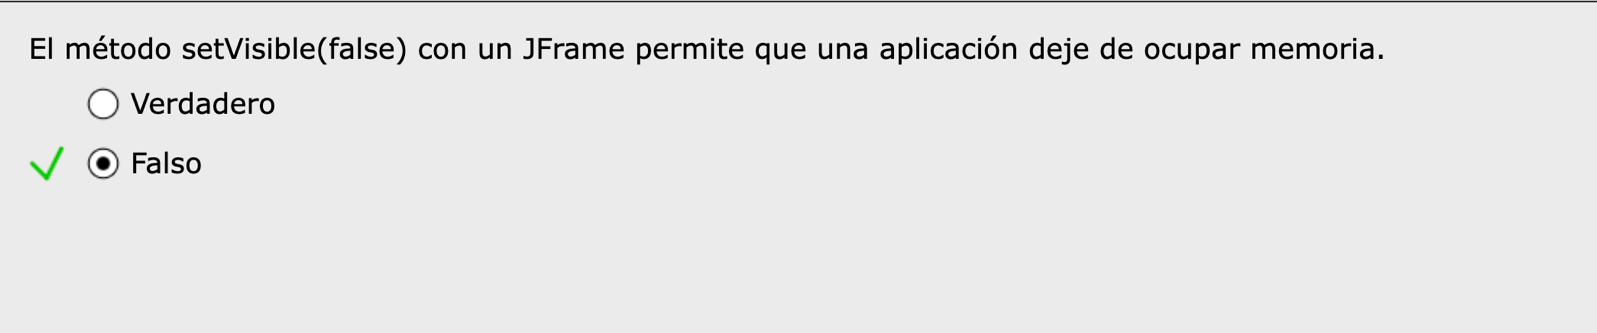 El método setVisible(false) con un JFrame permite que una aplicación deje de ocupar memoria.
Verdadero
Falso